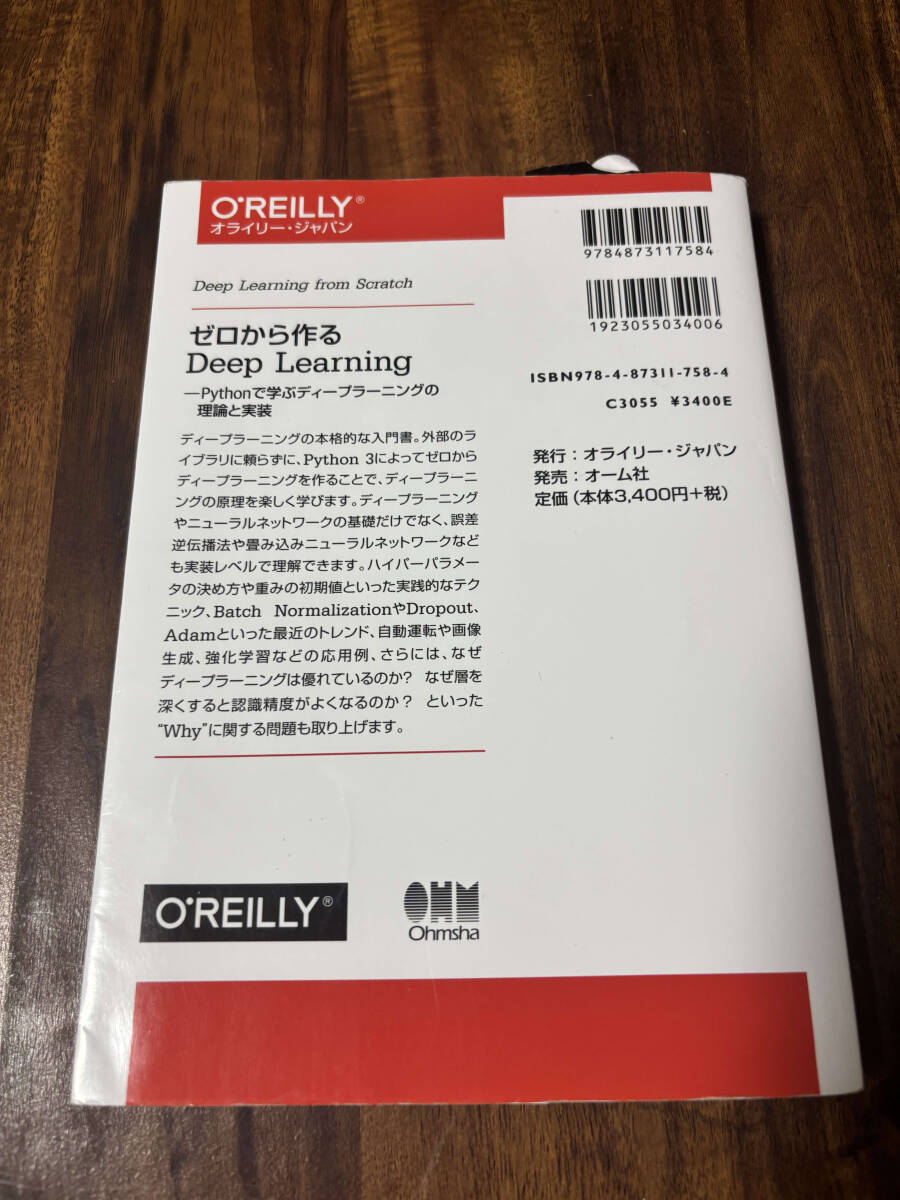 O'REILLY®
オライリー・ジャパン
Deep Learning from Scratch
ゼロから作る
Deep Learning
―Pythonで学ぶディープラーニングの
理論と実装
ディープラーニングの本格的な入門書。外部のラ
イブラリに頼らずに、Python 3によってゼロから
ディープラーニングを作ることで、ディープラーニ
ングの原理を楽しく学びます。ディープラーニング
やニューラルネットワークの基礎だけでなく、誤差
逆伝播法や畳み込みニューラルネットワークなど
も実装レベルで理解できます。ハイパーパラメー
タの決め方や重みの初期値といった実践的なテク
ニック、Batch NormalizationやDropout、
Adamといった最近のトレンド、自動運転や画像
生成、強化学習などの応用例、さらには、なぜ
ディープラーニングは優れているのか? なぜ層を
深くすると認識精度がよくなるのか? といった
“Why”に関する問題も取り上げます。
9784873117584
1923055034006
ISBN978-4-87311-758-4
C3055 ¥3400E
発行：オライリー・ジャパン
発売：オーム社
定価（本体3,400円+税）
O'REILLY®
OHM
Ohmsha